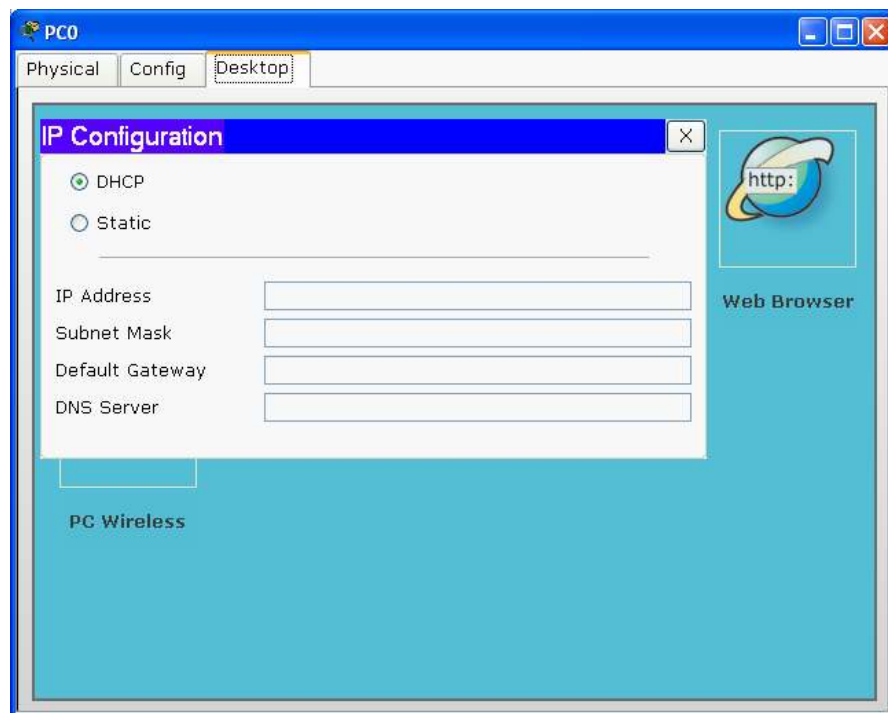 PC0
Physical Config Desktop
IP Configuration X
DHCP
Static
IP Address
Subnet Mask
Default Gateway
DNS Server
http:
Web Browser
PC Wireless